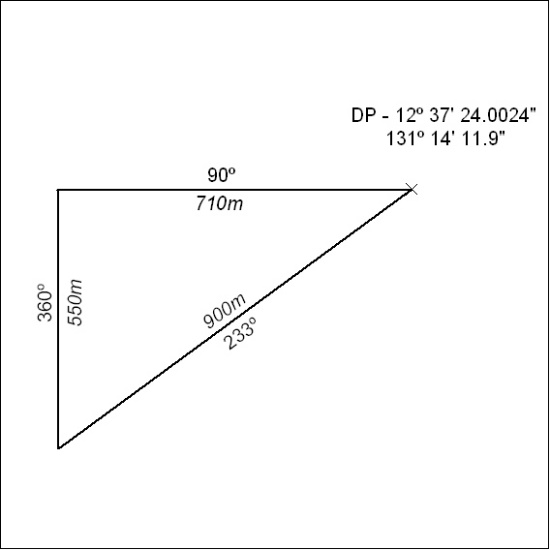 DP - 12º 37' 24.0024"
131º 14' 11.9"
90º
710m
360º
550m
900m
233º